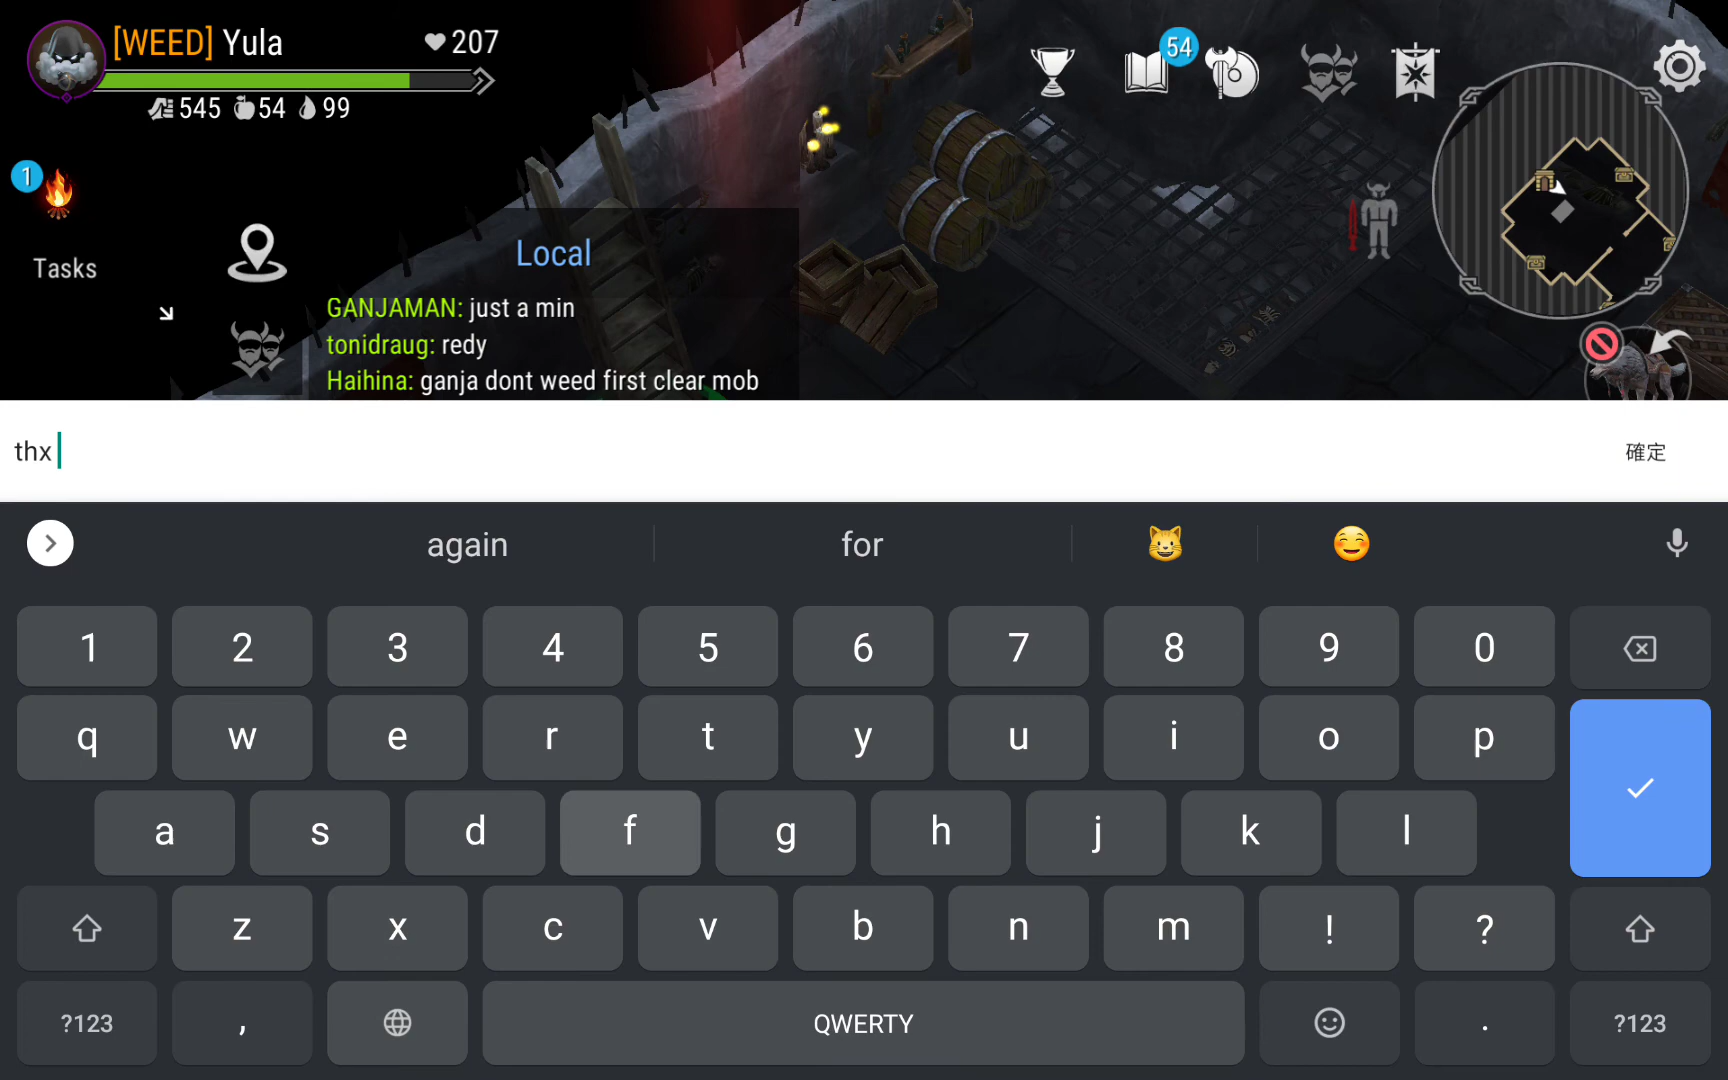 [WEED] Yula
207
545 54 99
54
1
Tasks
Local
GANJAMAN: just a min
tonidraug: redy
Haihina: ganja dont weed first clear mob
thx
確定
again for
1 2 3 4 5 6 7 8 9 0
q w e r t y u i o p
a s d f g h j k l
z x c v b n m ! ?
?123 , QWERTY . ?123